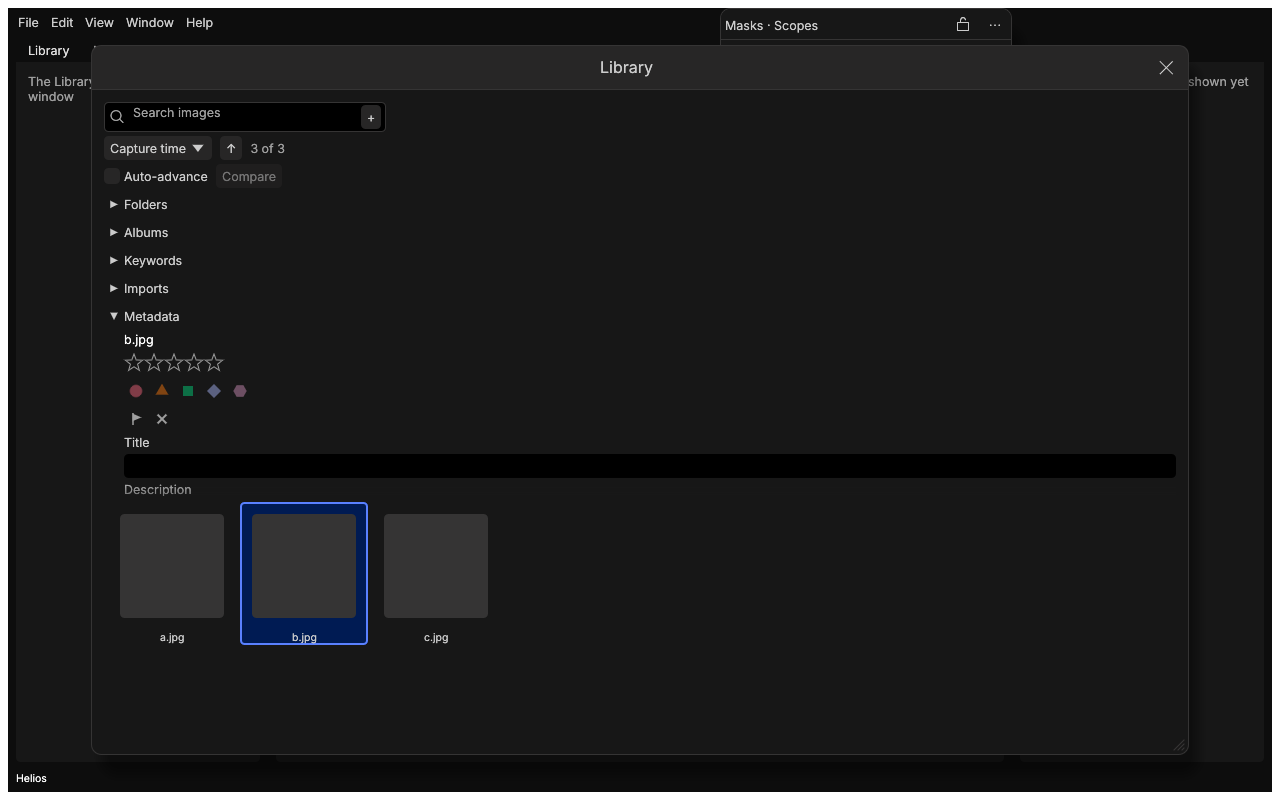 File Edit View Window Help
Masks · Scopes
Library
Library
The Library
window
shown yet
Search images
+
Capture time 3 of 3
Auto-advance Compare
Folders
Albums
Keywords
Imports
Metadata
b.jpg
Title
Description
a.jpg b.jpg c.jpg
Helios